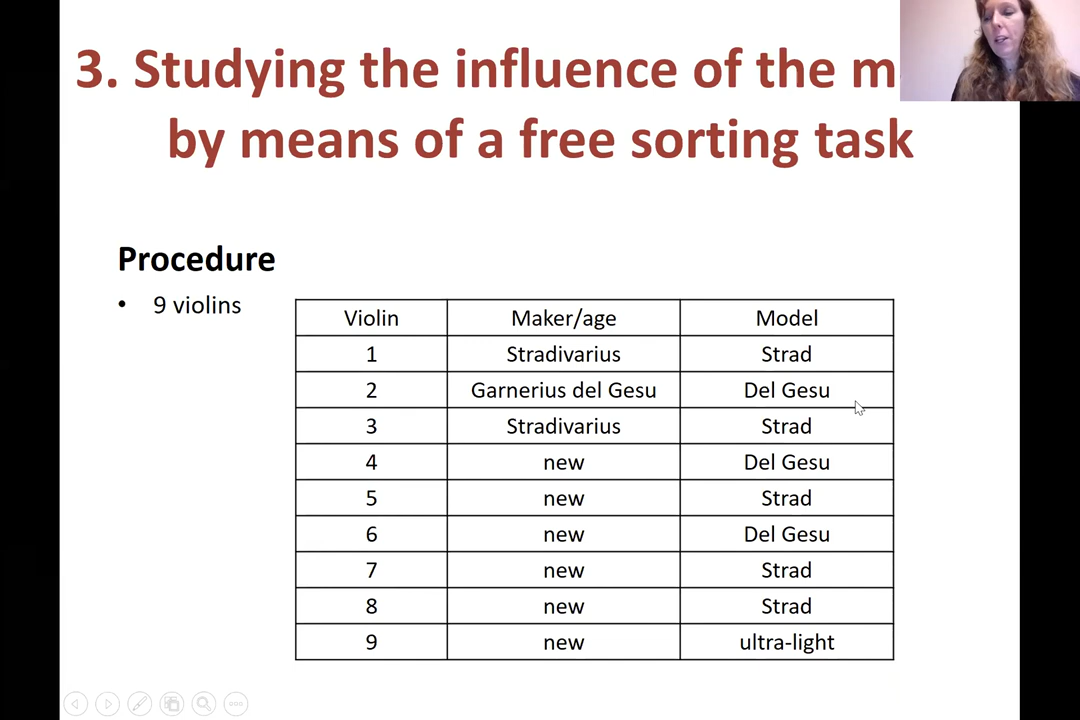 3. Studying the influence of the
by means of a free sorting task
Procedure
• 9 violins
Violin Maker/age Model
1 Stradivarius Strad
2 Garnerius del Gesu Del Gesu
3 Stradivarius Strad
4 new Del Gesu
5 new Strad
6 new Del Gesu
7 new Strad
8 new Strad
9 new ultra-light